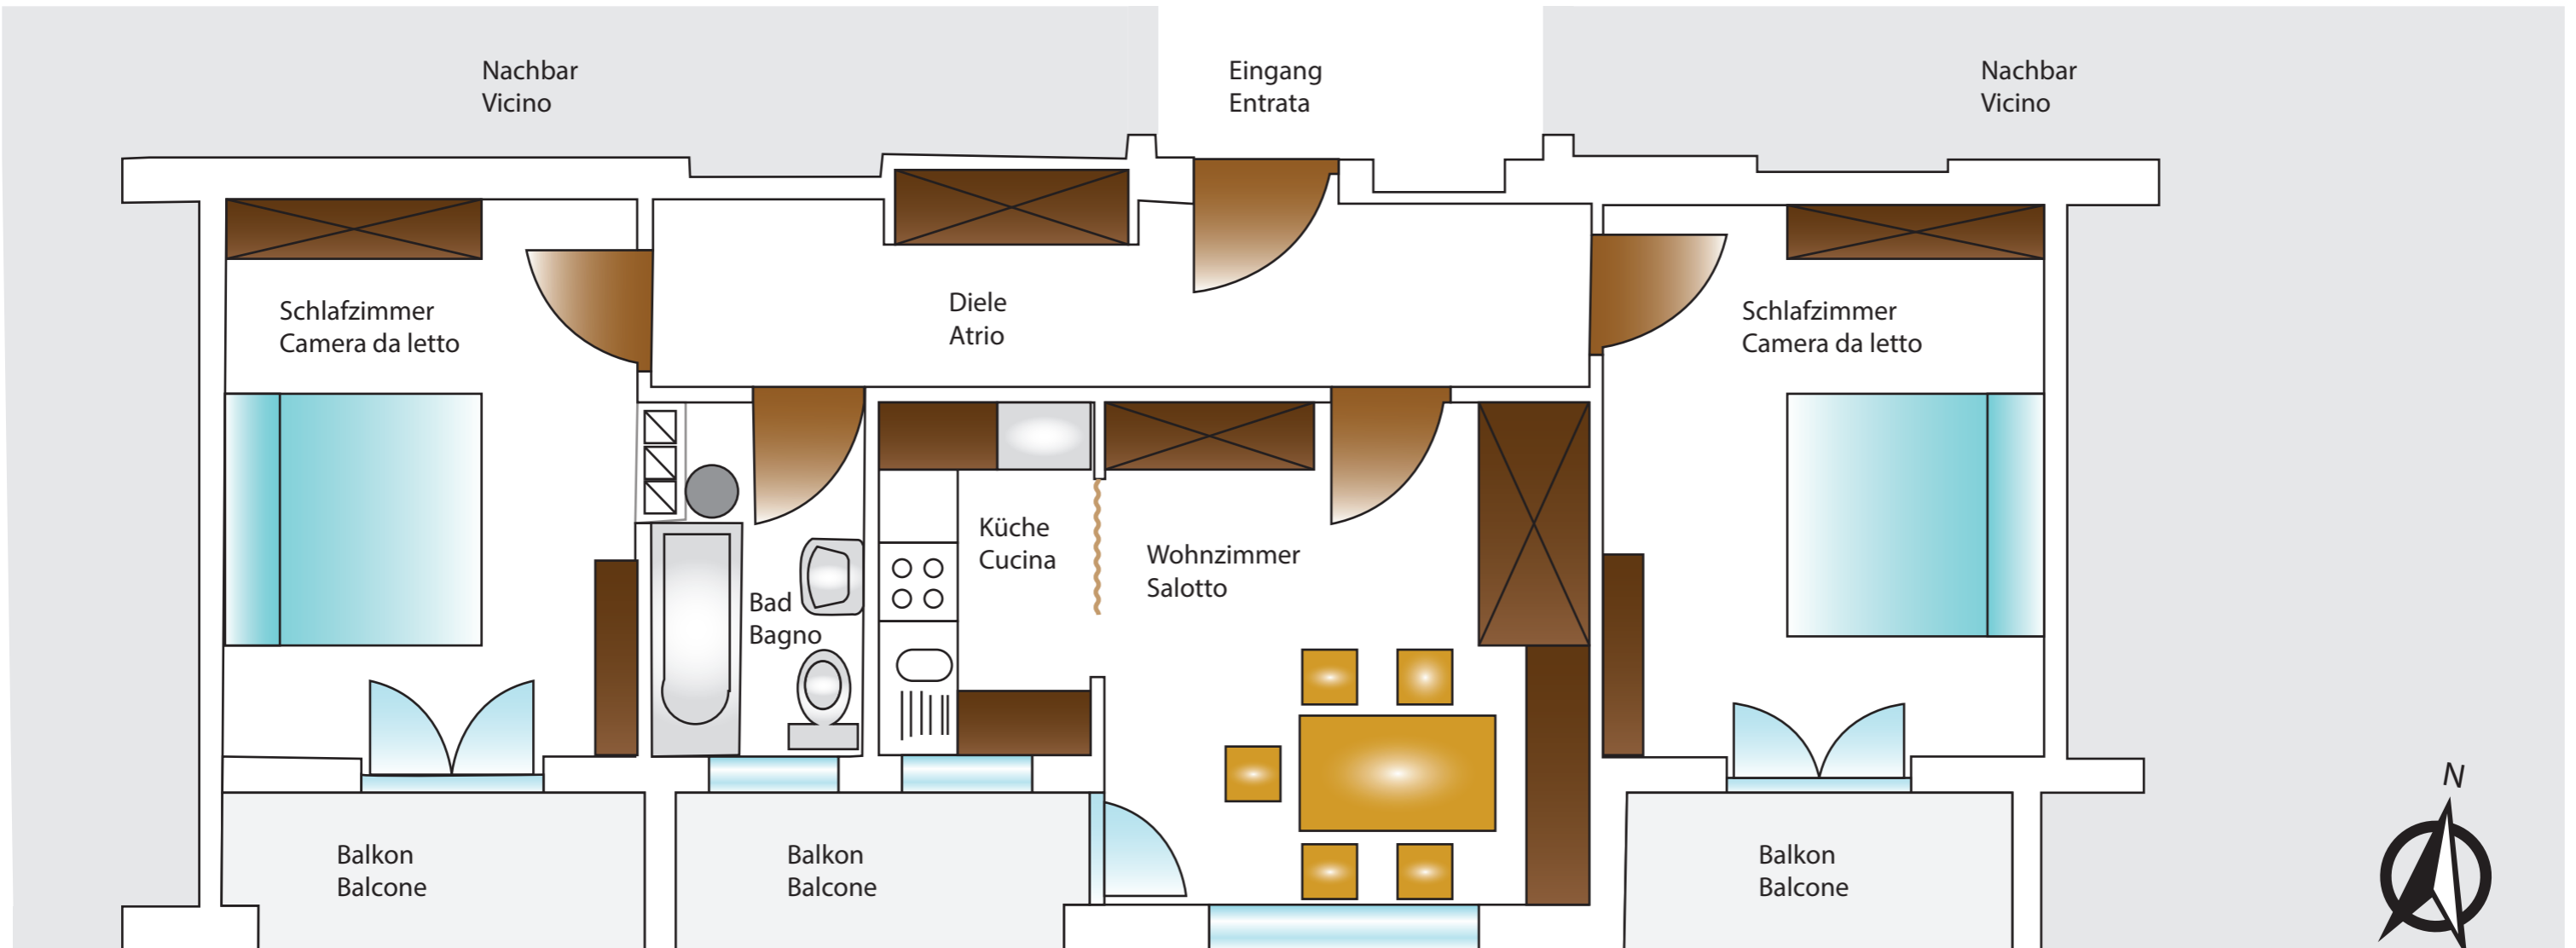 Nachbar
Vicino
Eingang
Entrata
Nachbar
Vicino
Schlafzimmer
Camera da letto
Diele
Atrio
Schlafzimmer
Camera da letto
Küche
Cucina
Wohnzimmer
Salotto
Bad
Bagno
N
Balkon
Balcone
Balkon
Balcone
Balkon
Balcone